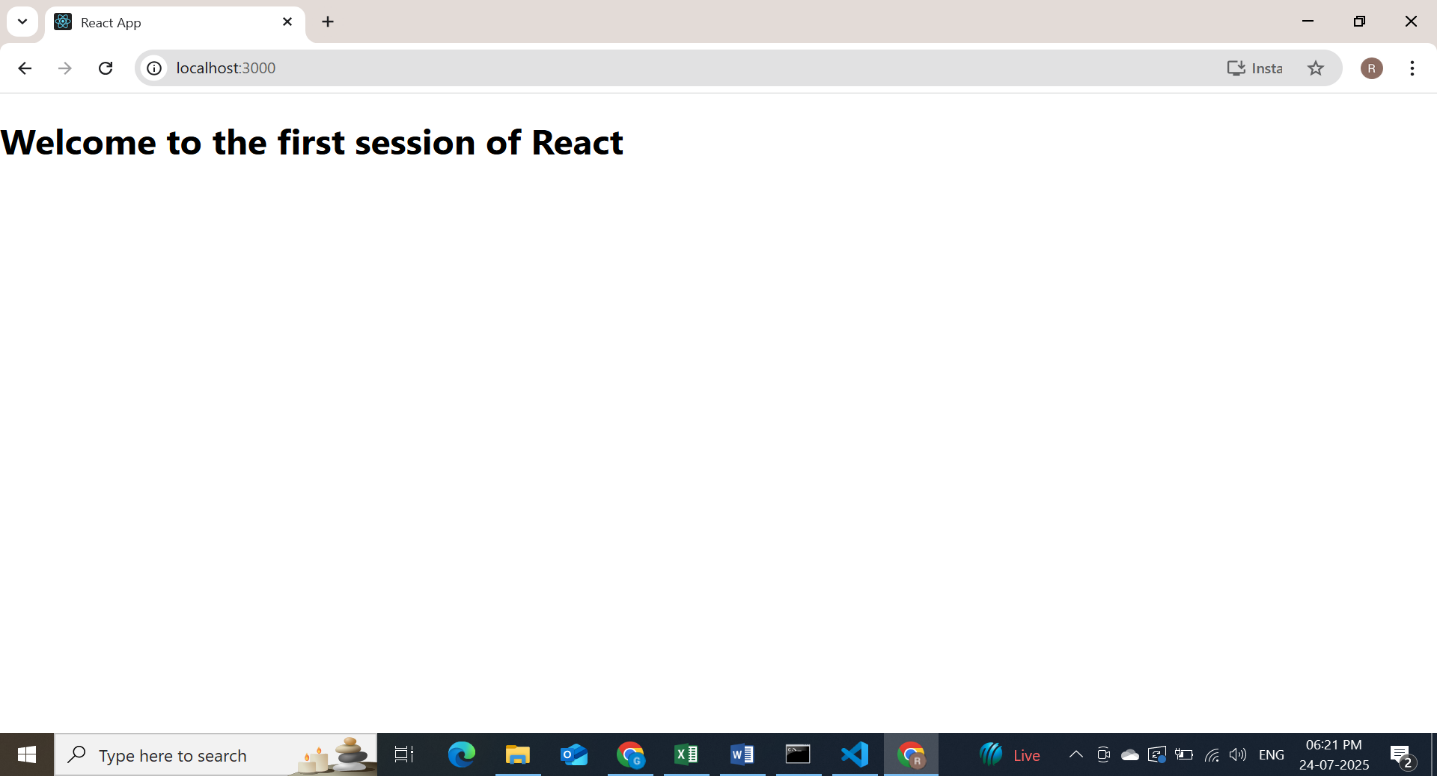 React App
localhost:3000
Insta
R
Welcome to the first session of React
Type here to search
G
R
Live
ENG
06:21 PM
24-07-2025
2